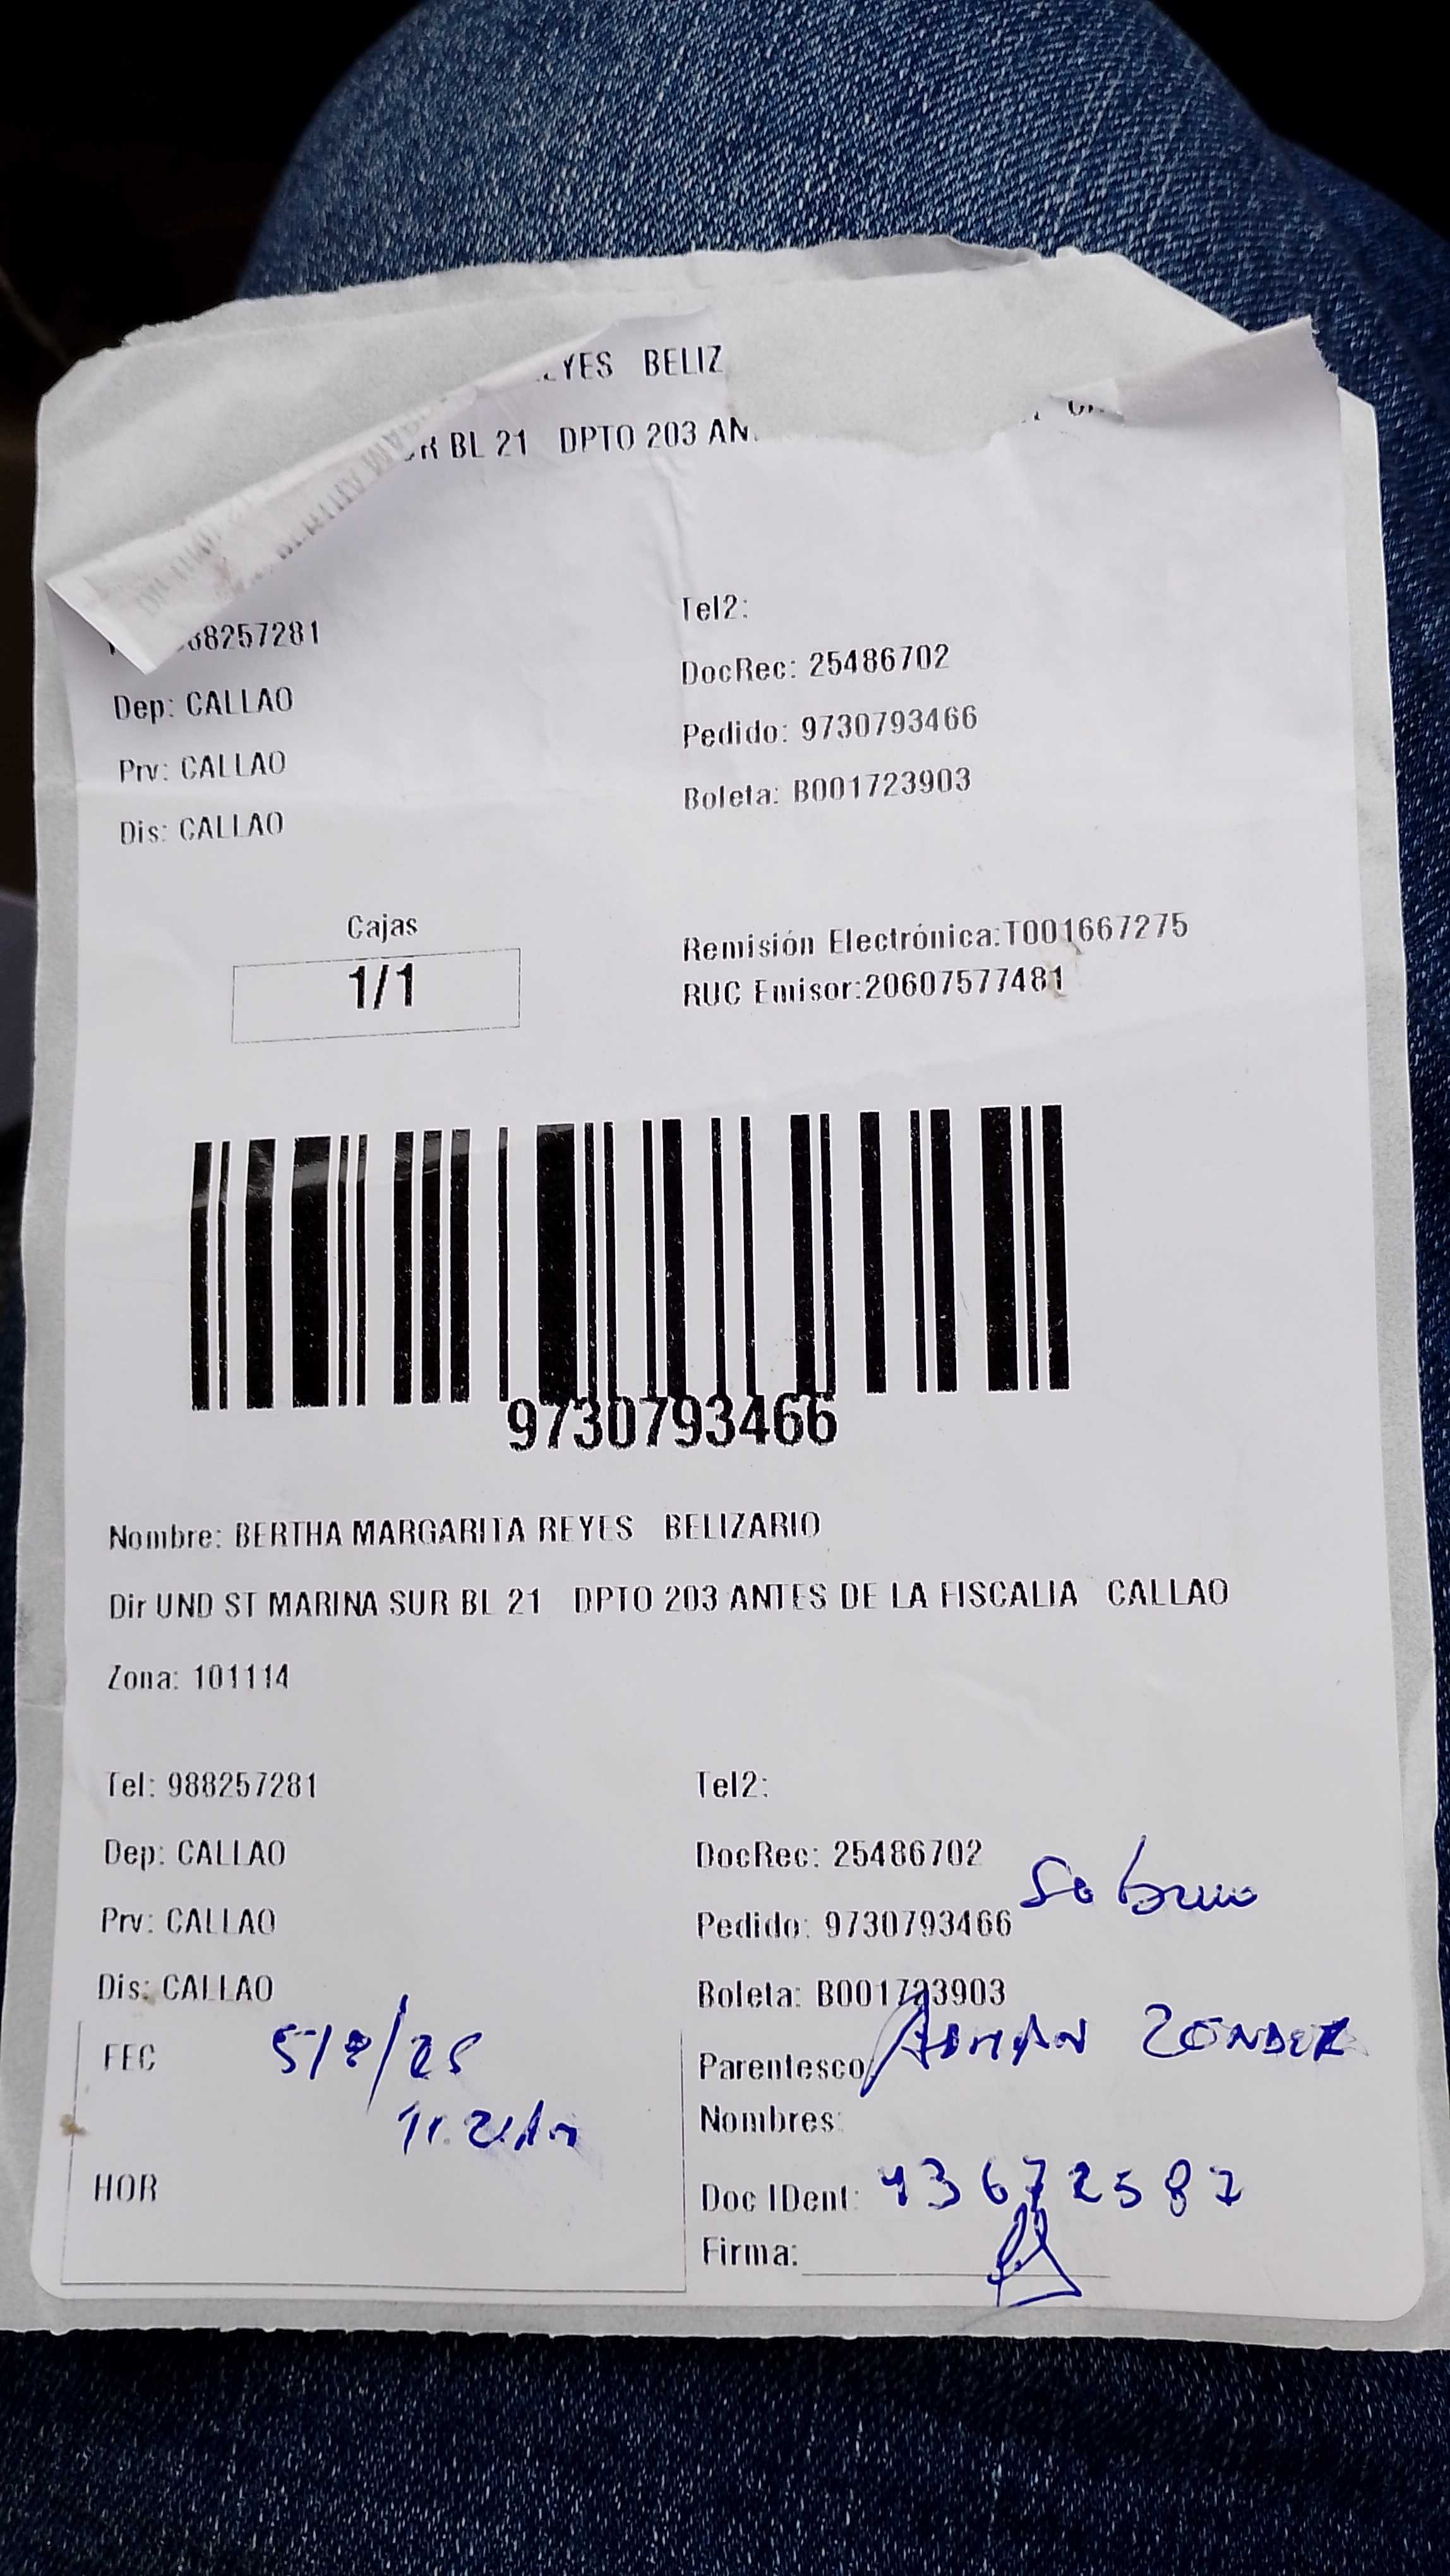 YES BELIZ
R BL 21 DPTO 203 AN
88257281
Tel2:
Dep: CALLAO
DocRec: 25486702
Prv: CALLAO
Pedido: 9730793466
Dis: CALLAO
Boleta: B001723903
Cajas
1/1
Remisión Electrónica:T001667275
RUC Emisor:20607577481
9730793466
Nombre: BERTHA MARGARITA REYES BELIZARIO
Dir UND ST MARINA SUR BL 21 DPTO 203 ANTES DE LA FISCALIA CALLAO
Zona: 101114
Tel: 988257281
Tel2:
Dep: CALLAO
DocRec: 25486702
Sobrino
Prv: CALLAO
Pedido: 9730793466
Dis: CALLAO
Boleta: B001723903
FEC 5/8/25
Parentesco
Nombres:
HOR
Doc IDent: 43672587
Firma: